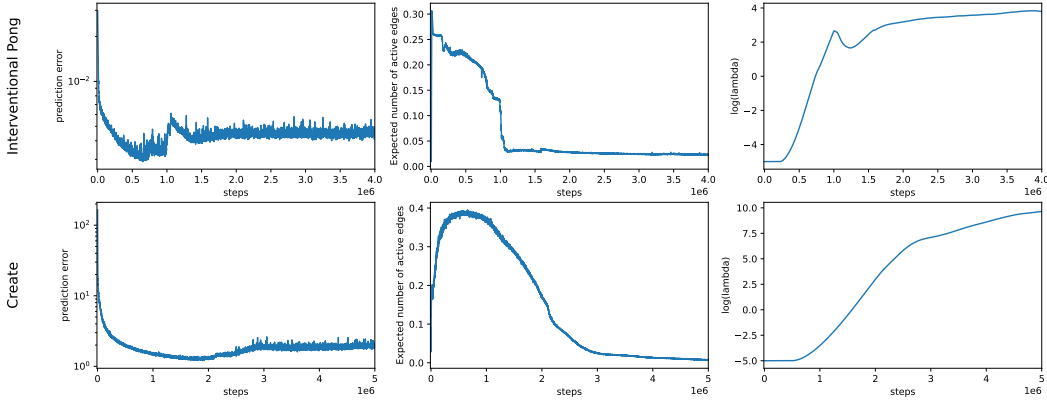 Interventional Pong
prediction error
10⁻²
0.0 0.5 1.0 1.5 2.0 2.5 3.0 3.5 4.0
steps
1e6
Expected number of active edges
0.30
0.25
0.20
0.15
0.10
0.05
0.00
0.0 0.5 1.0 1.5 2.0 2.5 3.0 3.5 4.0
steps
1e6
log(lambda)
4
2
0
−2
−4
0.0 0.5 1.0 1.5 2.0 2.5 3.0 3.5 4.0
steps
1e6
Create
prediction error
10²
10¹
10⁰
0 1 2 3 4 5
steps
1e6
Expected number of active edges
0.4
0.3
0.2
0.1
0.0
0 1 2 3 4 5
steps
1e6
log(lambda)
10.0
7.5
5.0
2.5
0.0
−2.5
−5.0
0 1 2 3 4 5
steps
1e6